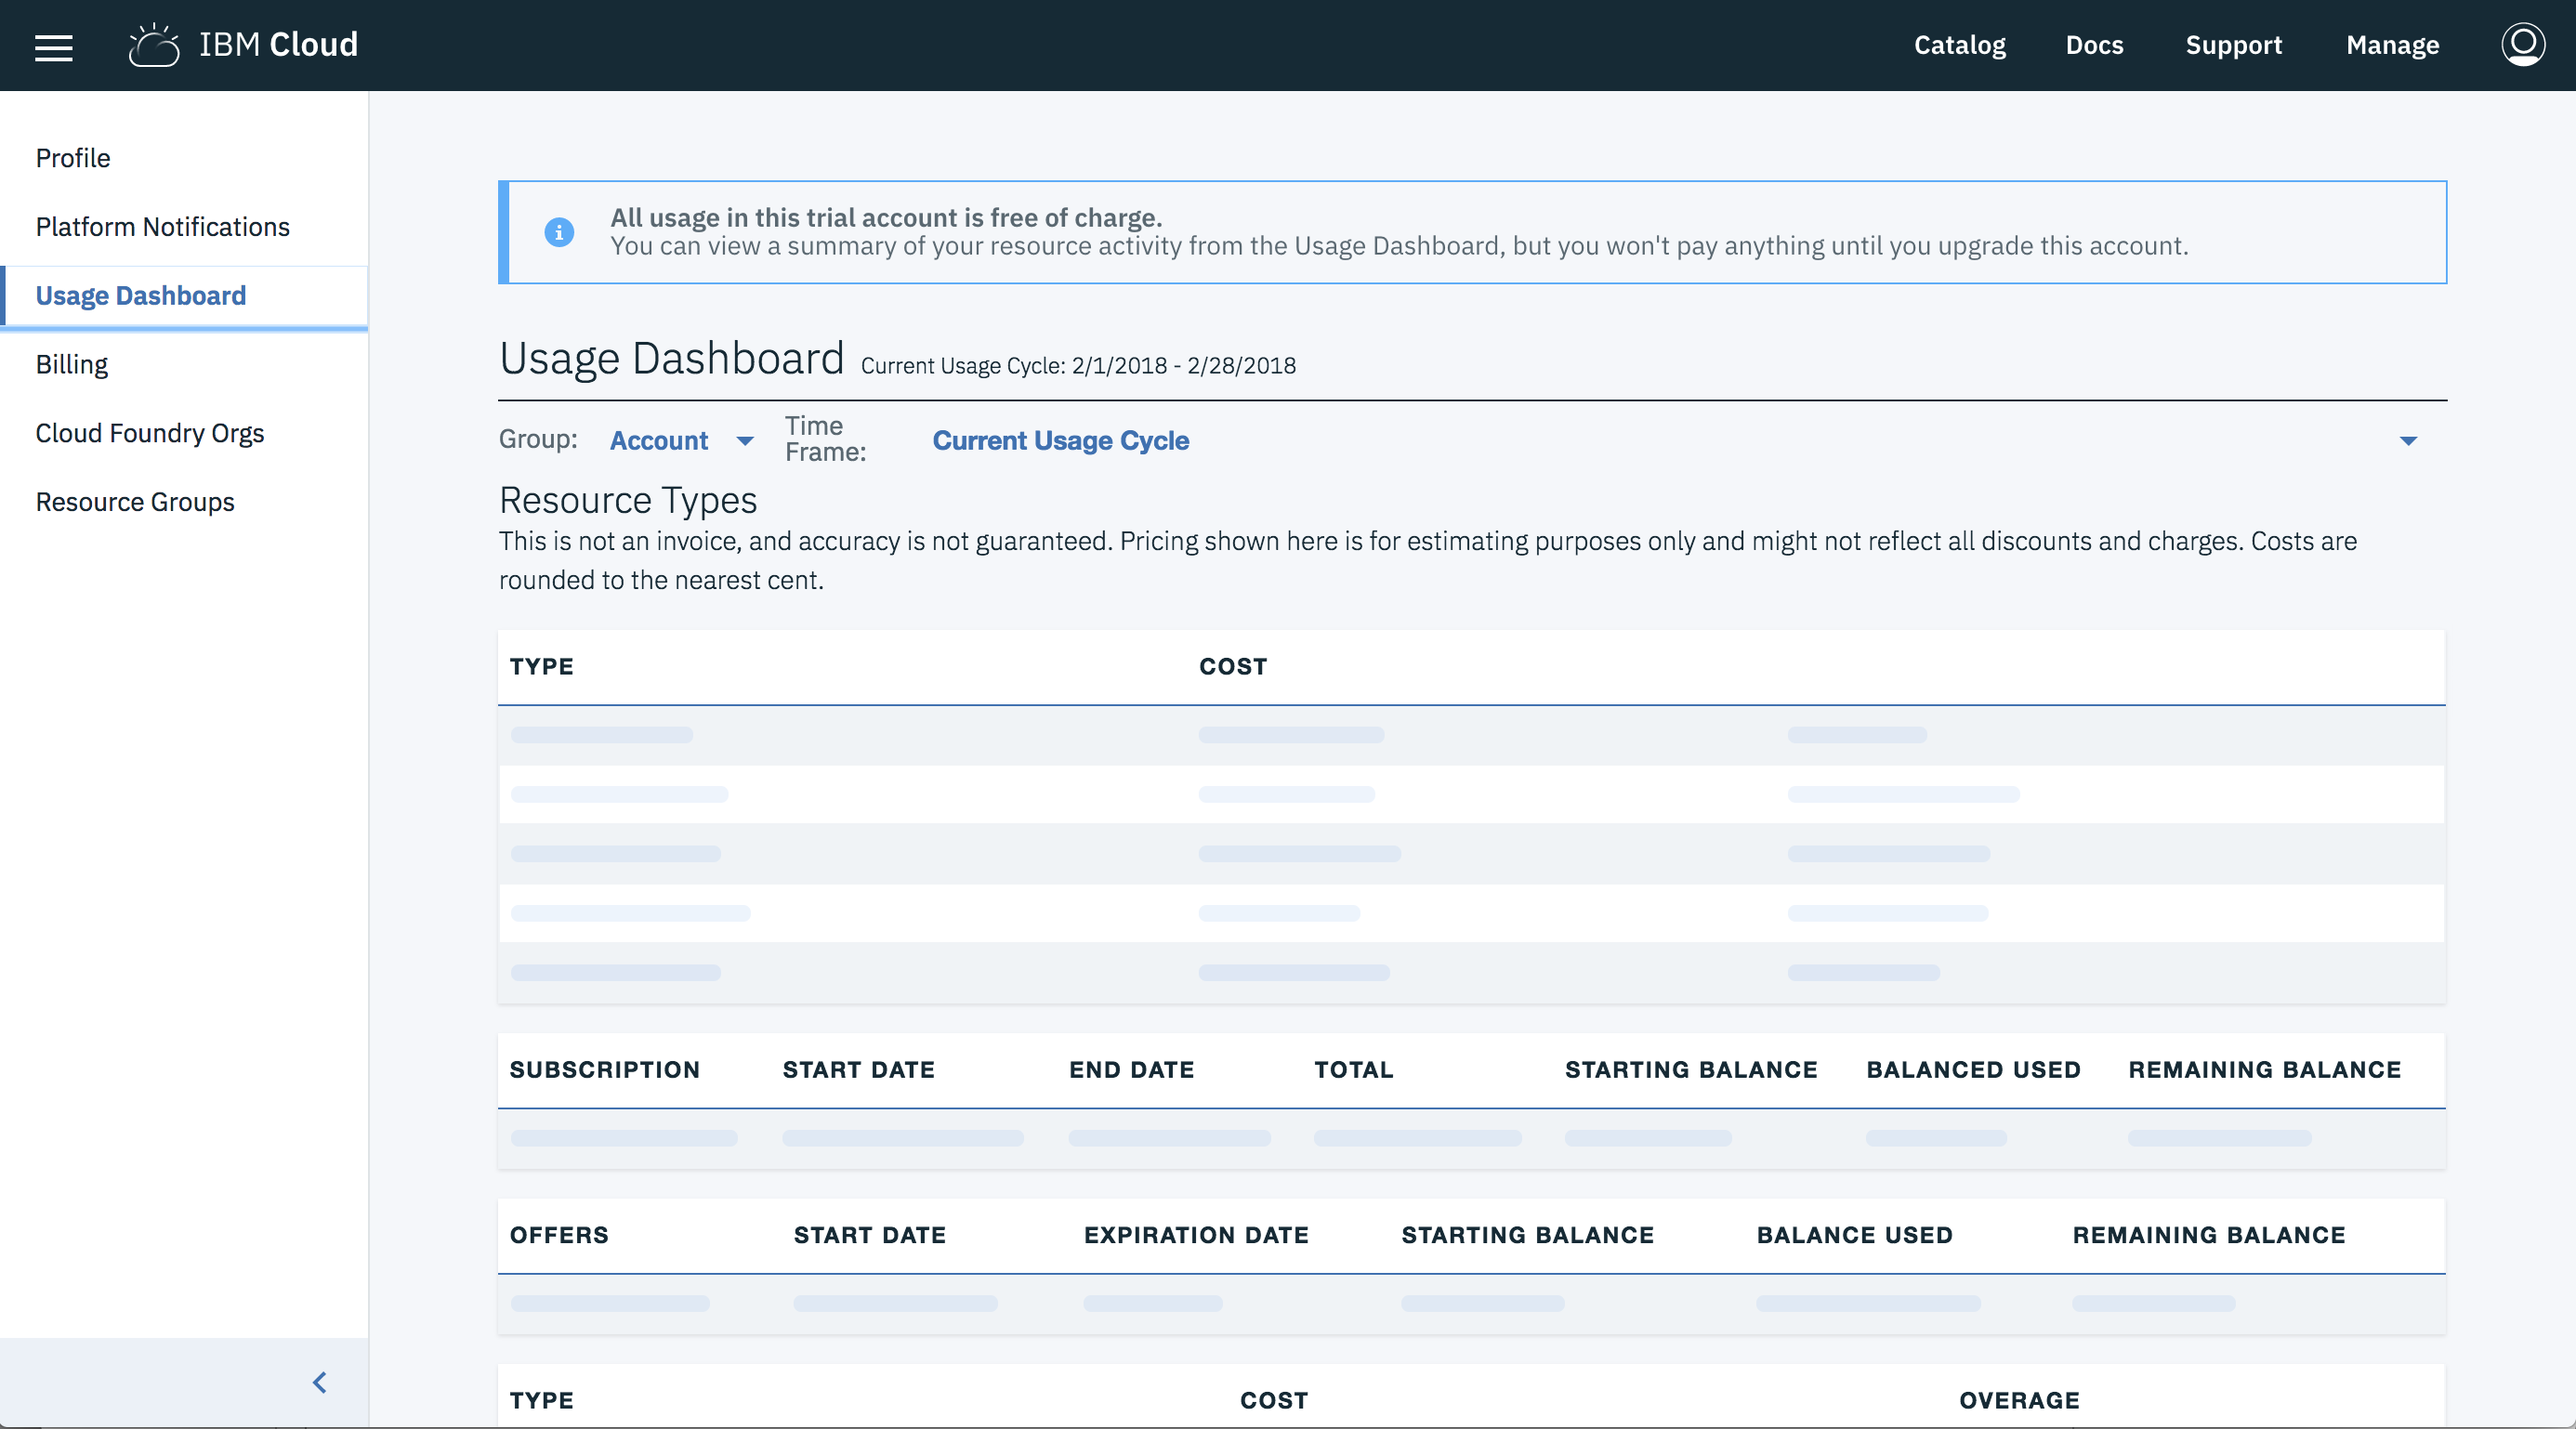 IBM Cloud
Catalog Docs Support Manage
Profile
Platform Notifications
Usage Dashboard
Billing
Cloud Foundry Orgs
Resource Groups
All usage in this trial account is free of charge.
You can view a summary of your resource activity from the Usage Dashboard, but you won't pay anything until you upgrade this account.
Usage Dashboard Current Usage Cycle: 2/1/2018 - 2/28/2018
Group: Account Time Frame: Current Usage Cycle
Resource Types
This is not an invoice, and accuracy is not guaranteed. Pricing shown here is for estimating purposes only and might not reflect all discounts and charges. Costs are
rounded to the nearest cent.
TYPE COST
SUBSCRIPTION START DATE END DATE TOTAL STARTING BALANCE BALANCED USED REMAINING BALANCE
OFFERS START DATE EXPIRATION DATE STARTING BALANCE BALANCE USED REMAINING BALANCE
TYPE COST OVERAGE